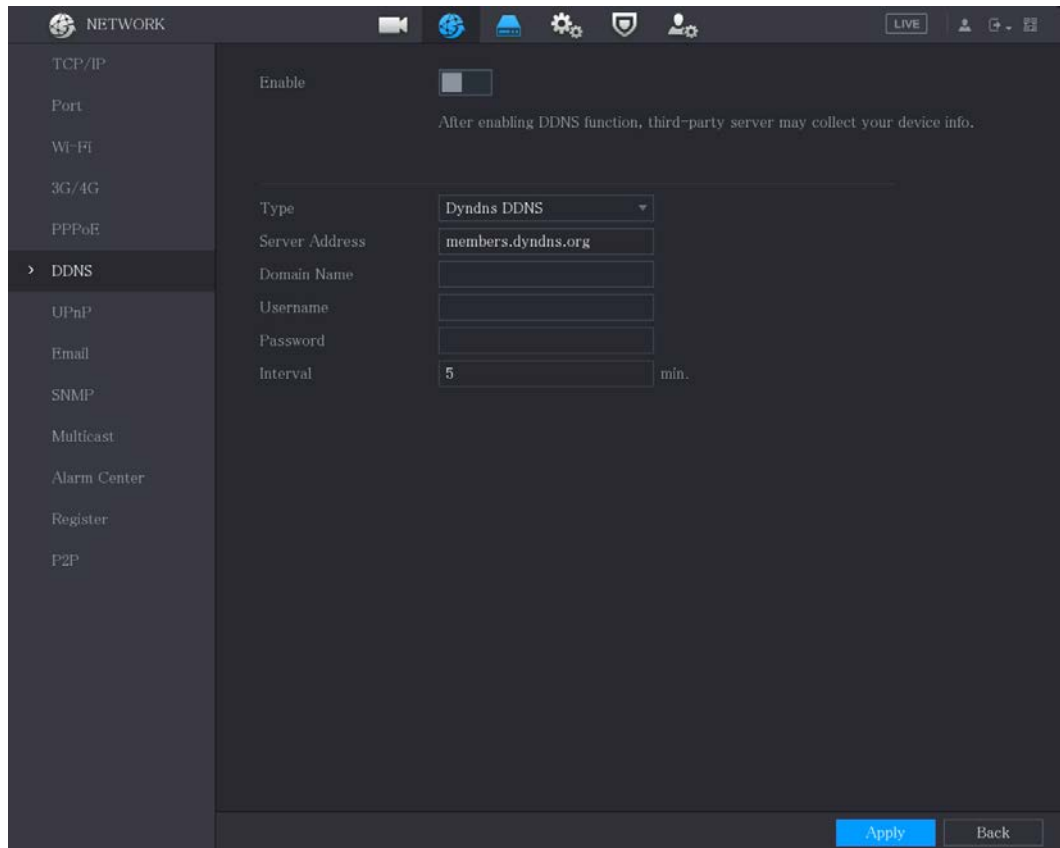 NETWORK
LIVE
TCP/IP
Port
Wi-Fi
3G/4G
PPPoE
DDNS
UPnP
Email
SNMP
Multicast
Alarm Center
Register
P2P
Enable
After enabling DDNS function, third-party server may collect your device info.
Type Dyndns DDNS
Server Address members.dyndns.org
Domain Name
Username
Password
Interval 5 min.
Apply Back